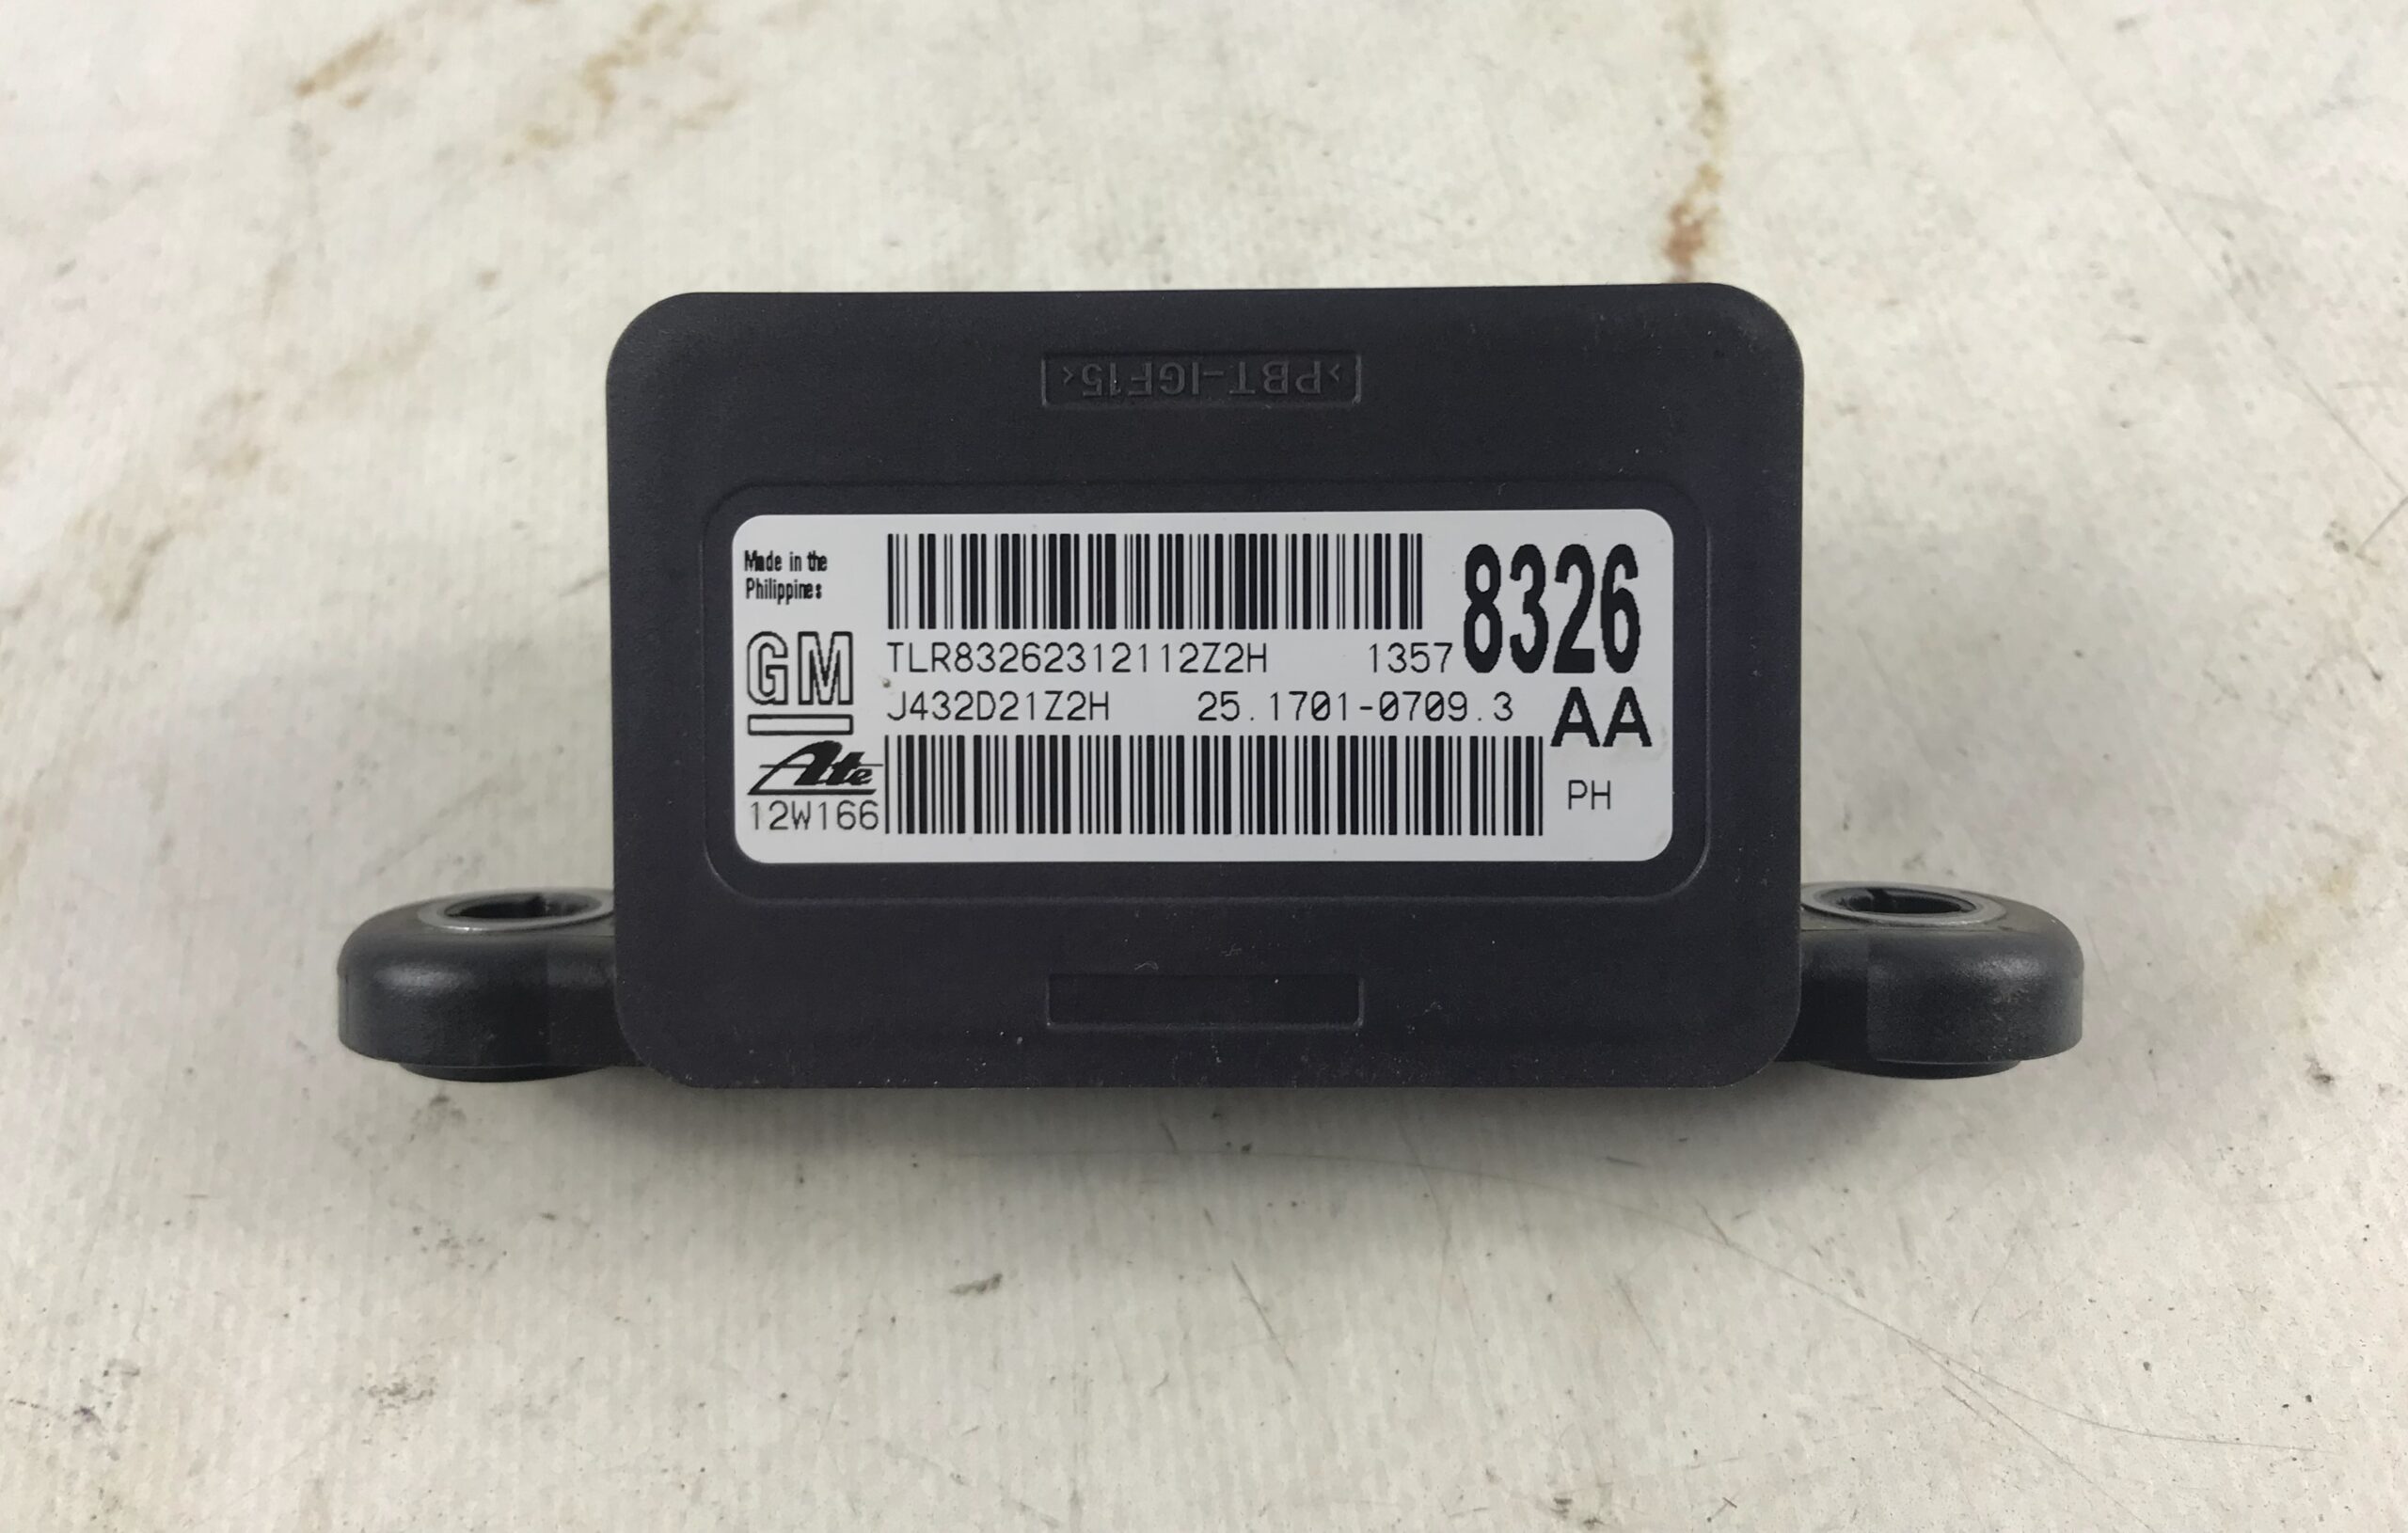 >PBT-IGF15<
Made in the
Philippines
GM
TLR83262312112Z2H 1357
8326
J432D21Z2H 25.1701-0709.3
AA
Ate
12W166
PH